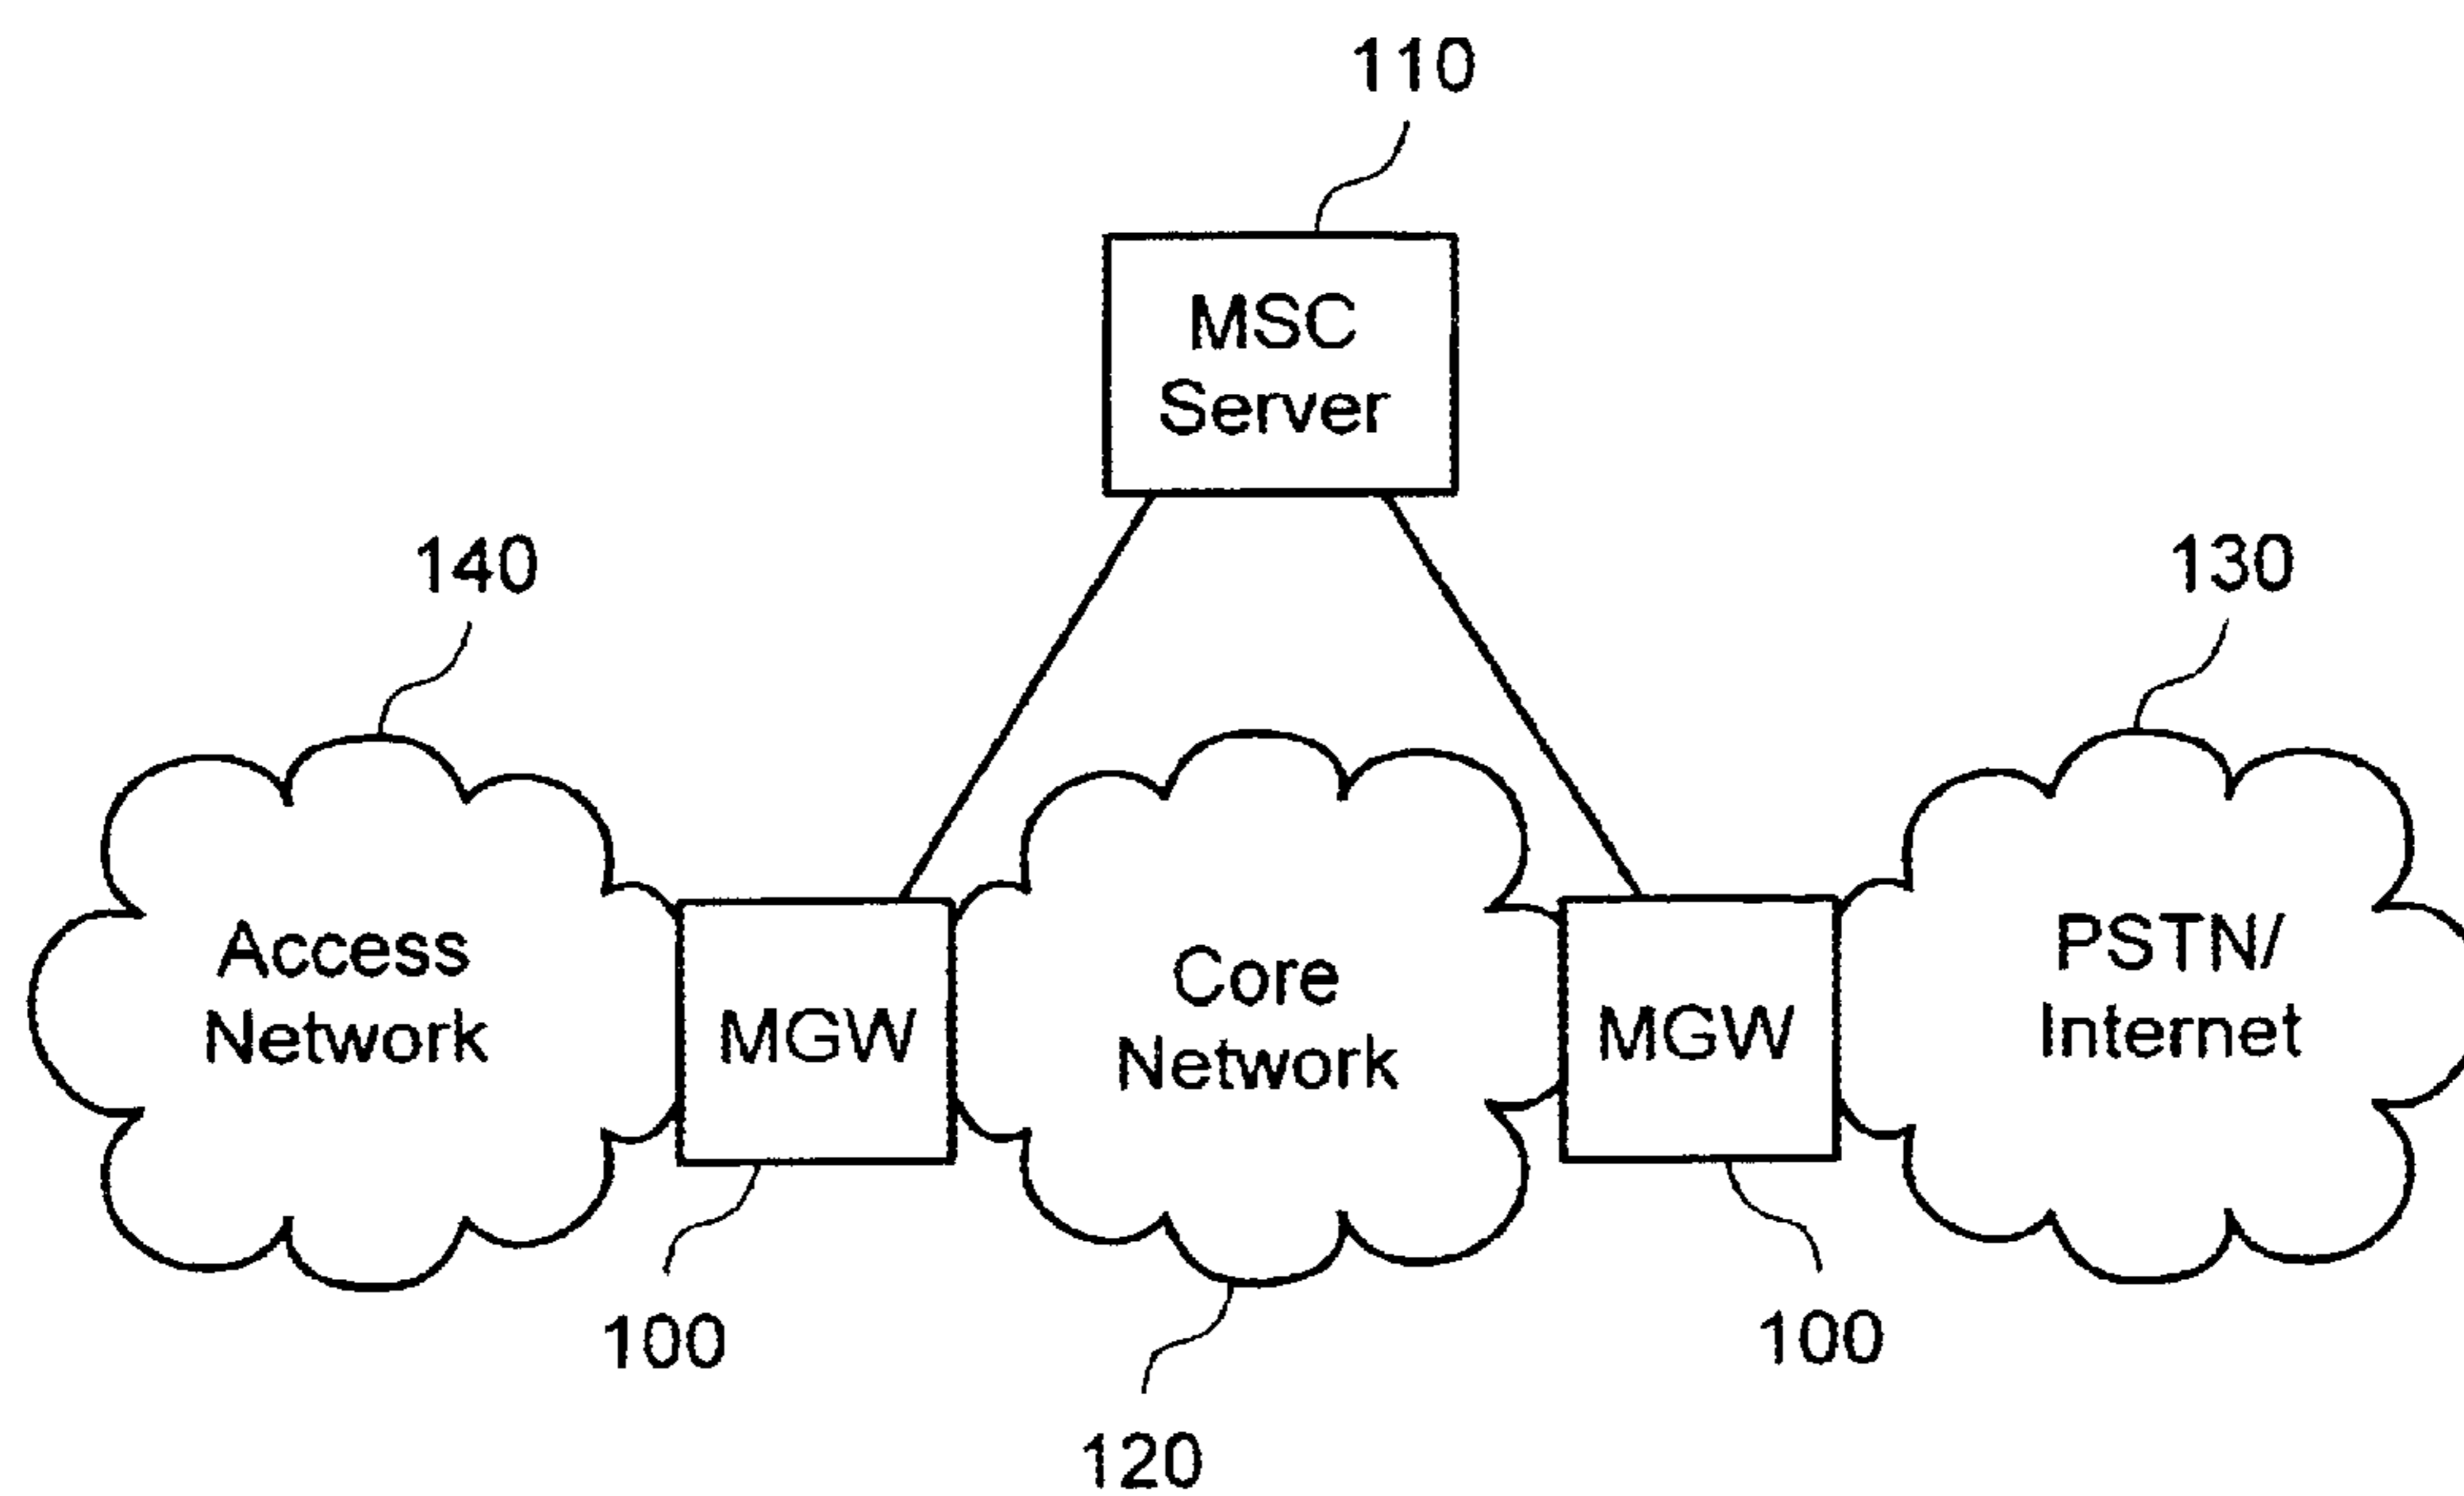 110
MSC
Server
140
130
Access
Network
MGW
Core
Network
MGW
PSTN/
Internet
100
100
120